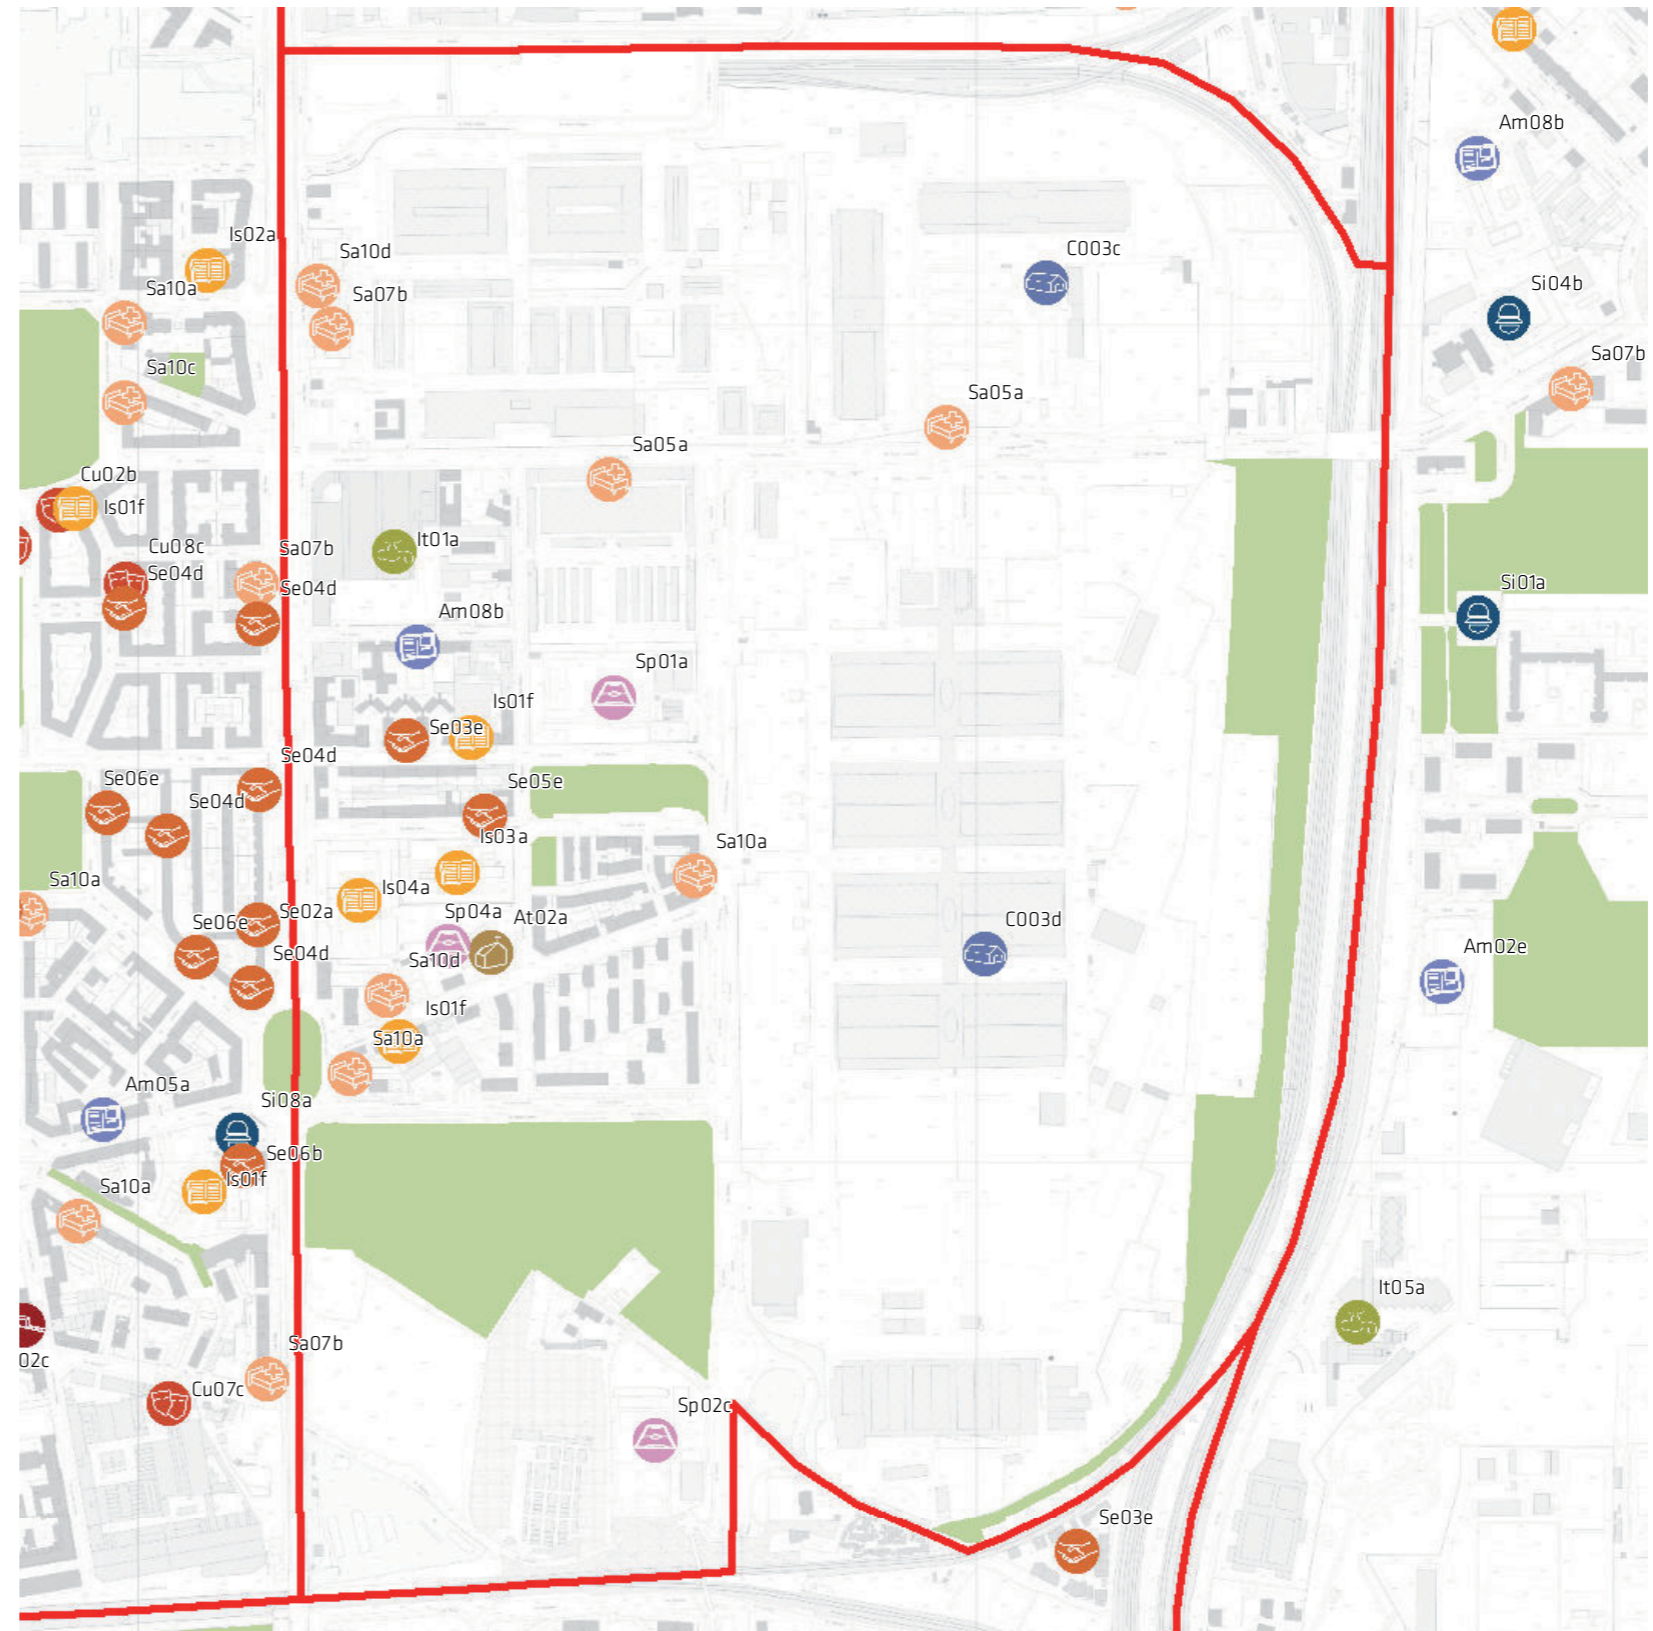 Am08b
Is02a
Sa10d
C003c
Si04b
Sa10a
Sa07b
Sa07b
Sa10c
Sa05a
Sa05a
Cu02b
Is01f
It01a
Cu08c
Sa07b
Se04d
Se04d
Si01a
Am08b
Sp01a
Is01f
Se03e
Se04d
Se06e
Se05e
Se04d
Is03a
Sa10a
Sa10a
Is04a
Se02a
Sp04a
At02a
Se06e
C003d
Se04d
Sa10d
Am02e
Is01f
Sa10a
Am05a
Si08a
Se06b
Is01f
Sa10a
It05a
Sa07b
02c
Cu07c
Sp02c
Se03e